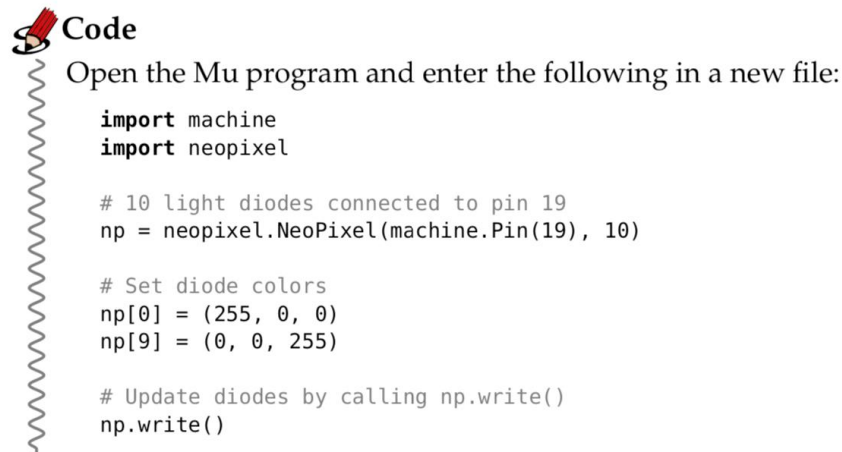 Code
Open the Mu program and enter the following in a new file:
import machine
import neopixel
# 10 light diodes connected to pin 19
np = neopixel.NeoPixel(machine.Pin(19), 10)
# Set diode colors
np[0] = (255, 0, 0)
np[9] = (0, 0, 255)
# Update diodes by calling np.write()
np.write()